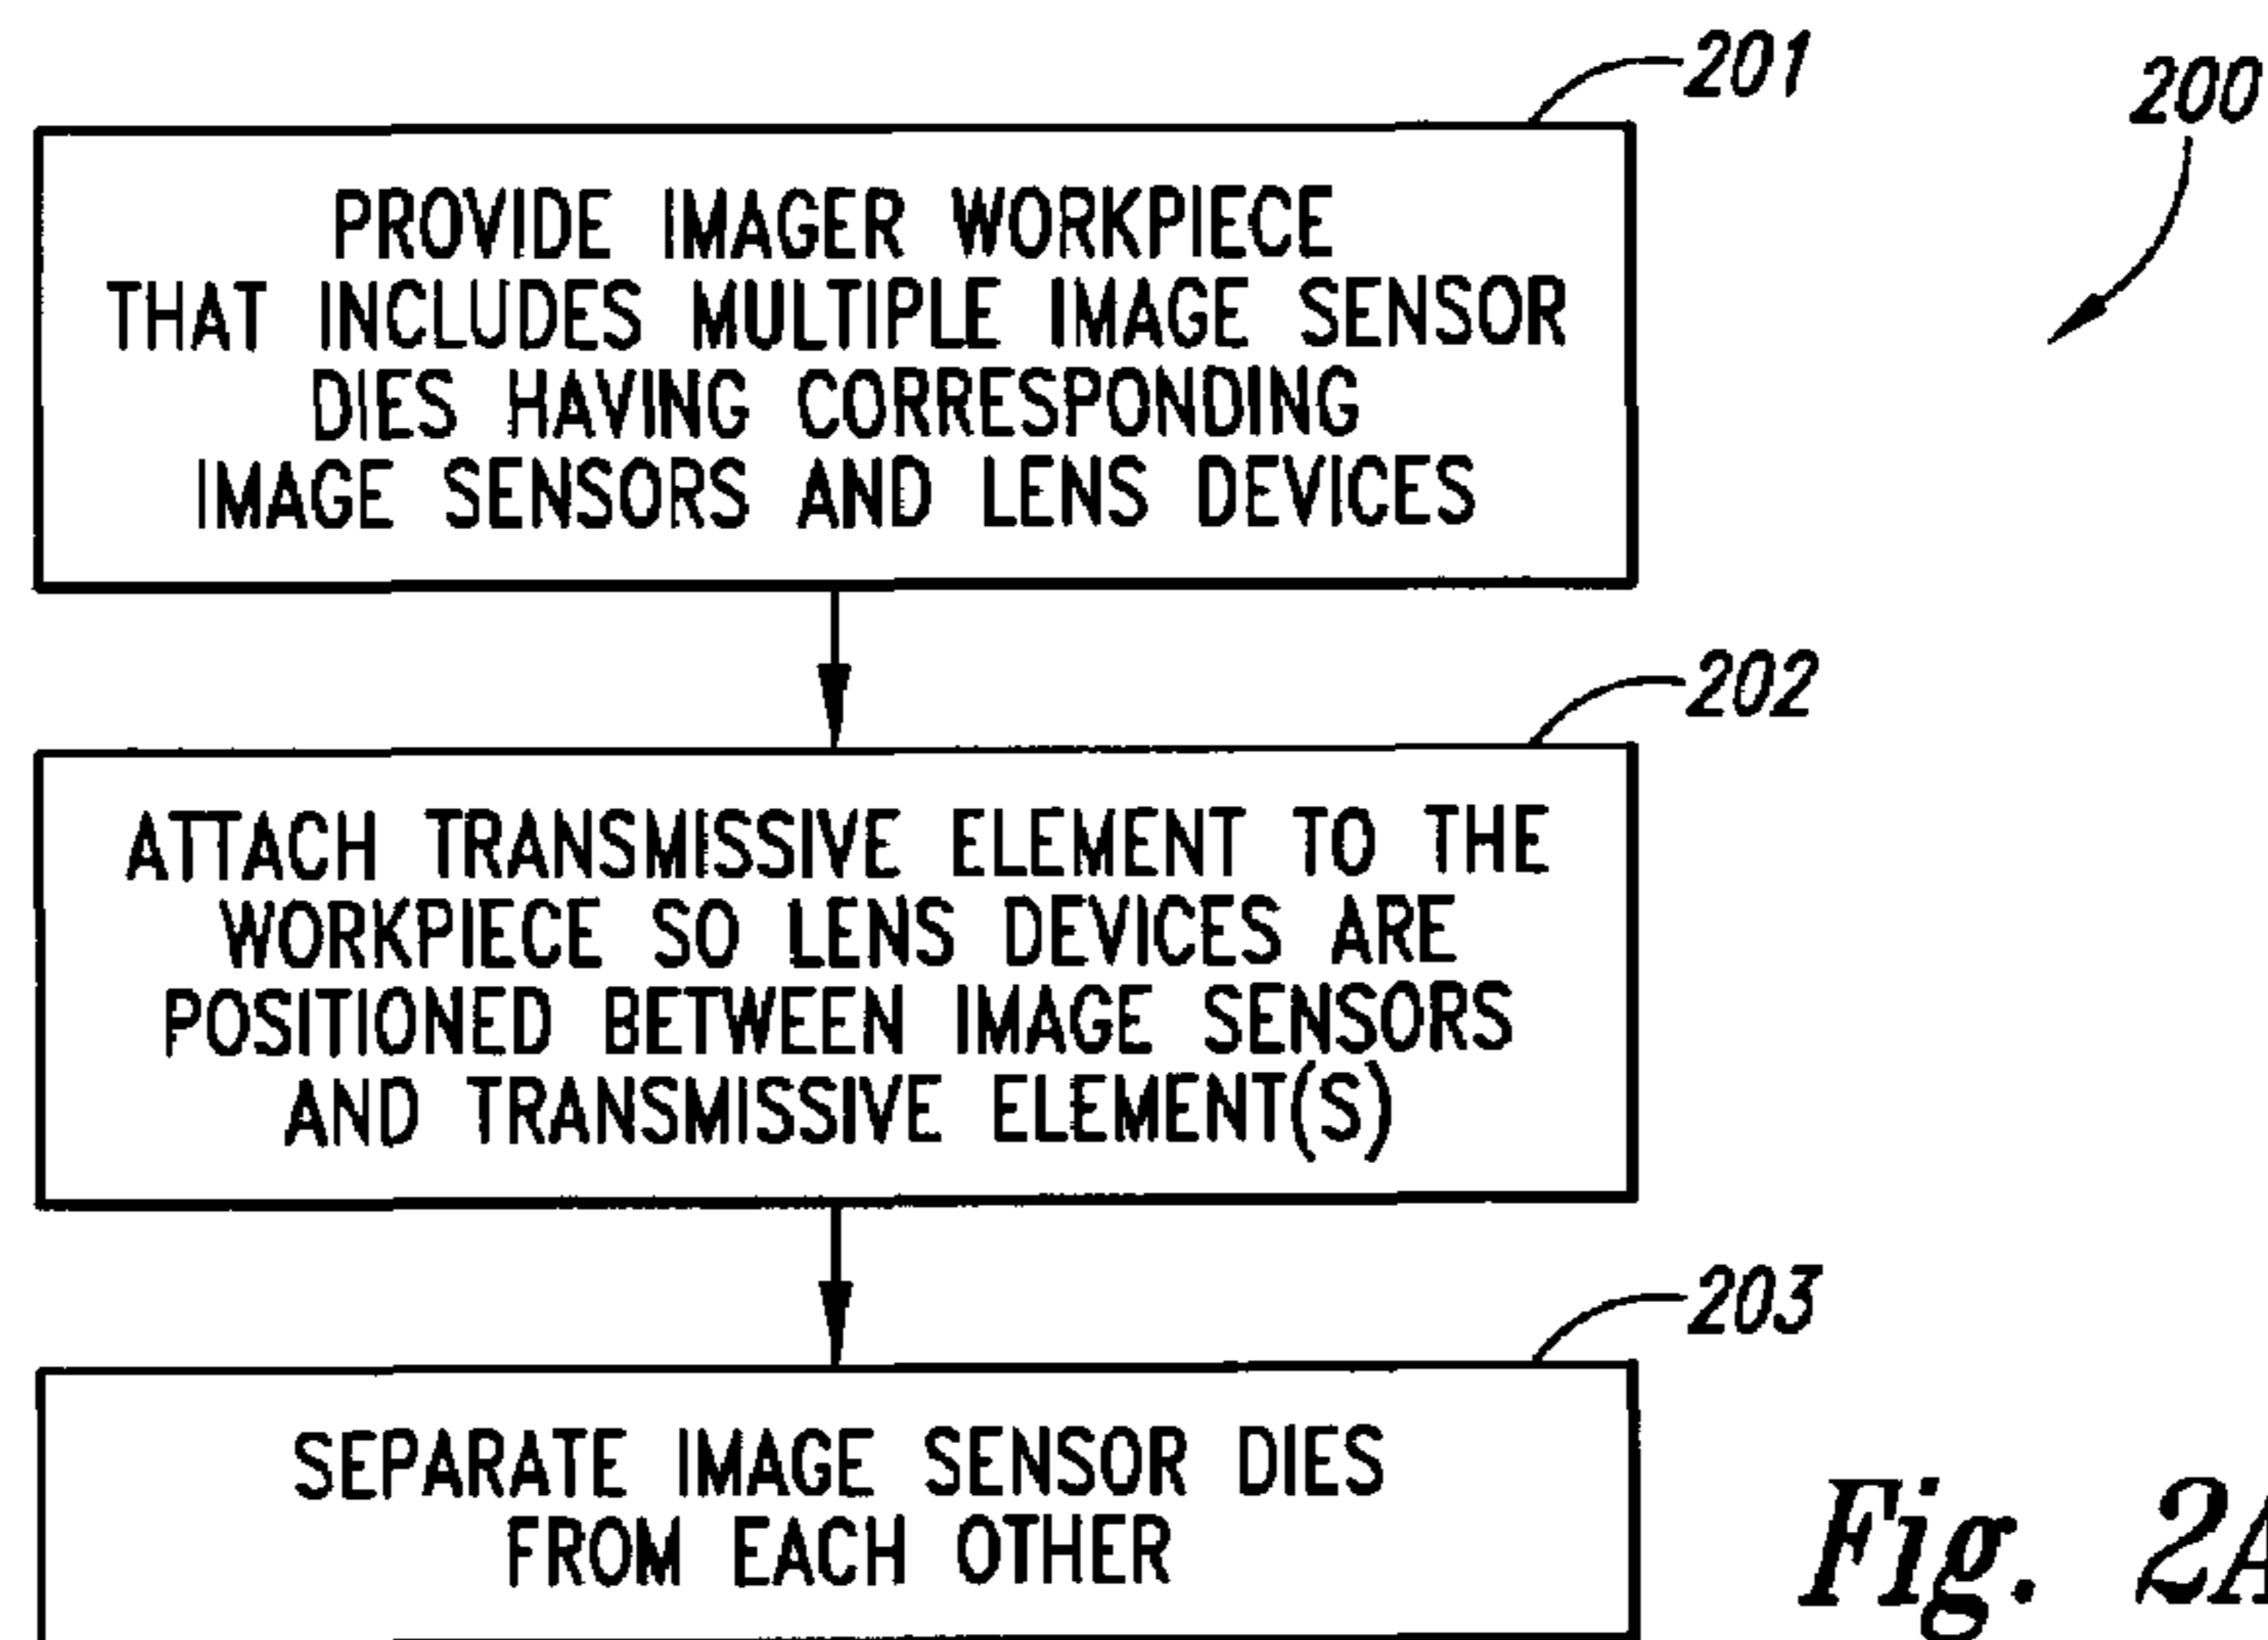 201
200
PROVIDE IMAGER WORKPIECE
THAT INCLUDES MULTIPLE IMAGE SENSOR
DIES HAVING CORRESPONDING
IMAGE SENSORS AND LENS DEVICES
202
ATTACH TRANSMISSIVE ELEMENT TO THE
WORKPIECE SO LENS DEVICES ARE
POSITIONED BETWEEN IMAGE SENSORS
AND TRANSMISSIVE ELEMENT(S)
203
SEPARATE IMAGE SENSOR DIES
FROM EACH OTHER
Fig. 2A